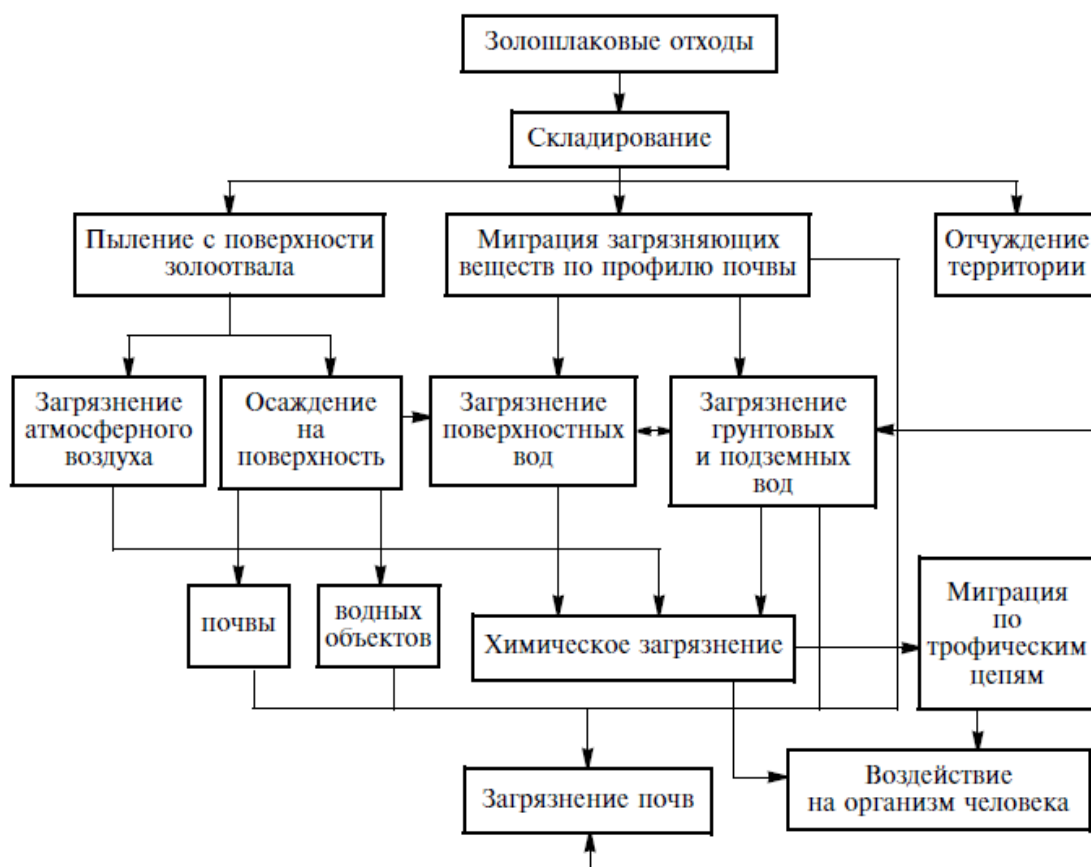 Золошлаковые отходы
Складирование
Пыление с поверхности
золоотвала
Миграция загрязняющих
веществ по профилю почвы
Отчуждение
территории
Загрязнение
атмосферного
воздуха
Осаждение
на
поверхность
Загрязнение
поверхностных
вод
Загрязнение
грунтовых
и подземных
вод
почвы
водных
объектов
Химическое загрязнение
Миграция
по
трофическим
цепям
Загрязнение почв
Воздействие
на организм человека